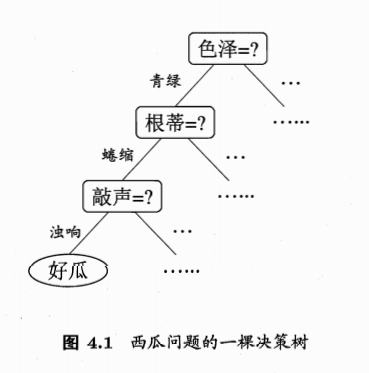 色泽=?
青绿
…
……
根蒂=?
蜷缩
…
……
敲声=?
浊响
…
好瓜
……
图 4.1 西瓜问题的一棵决策树